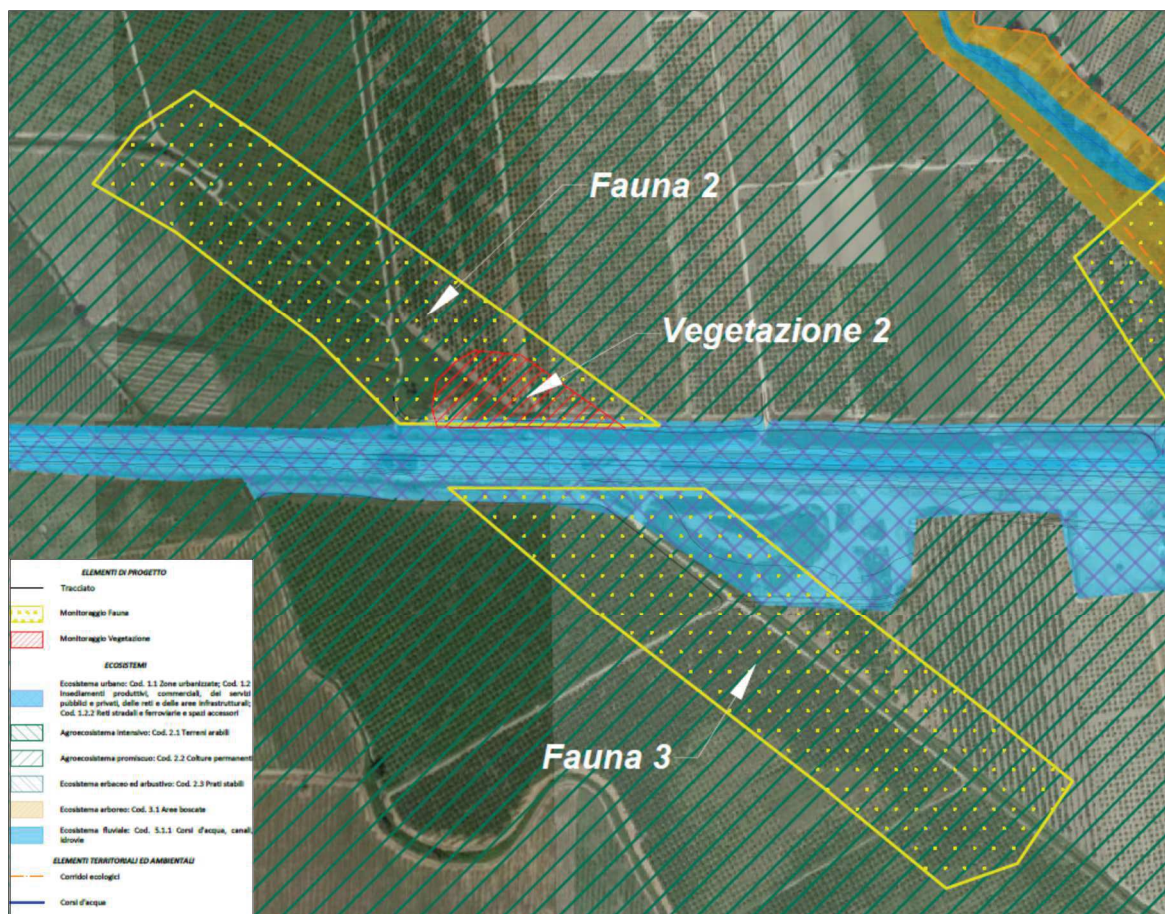 Fauna 2
Vegetazione 2
Fauna 3
ELEMENTI DI PROGETTO
Tracciato
Monitoraggio Fauna
Monitoraggio Vegetazione
ECOSISTEMI
Ecosistema urbano: Cod. 1.1 Zone urbanizzate; Cod. 1.2
Insediamenti produttivi, commerciali, dei servizi
pubblici e privati, delle reti e delle aree infrastrutturali;
Cod. 1.2.2 Reti stradali e ferroviarie e spazi accessori
Agroecosistema intensivo: Cod. 2.1 Terreni arabili
Agroecosistema promiscuo: Cod. 2.2 Colture permanenti
Ecosistema erbaceo ed arbustivo: Cod. 2.3 Prati stabili
Ecosistema arboreo: Cod. 3.1 Aree boscate
Ecosistema fluviale: Cod. 5.1.1 Corsi d'acqua, canali,
idrovie
ELEMENTI TERRITORIALI ED AMBIENTALI
Corridoi ecologici
Corsi d'acqua